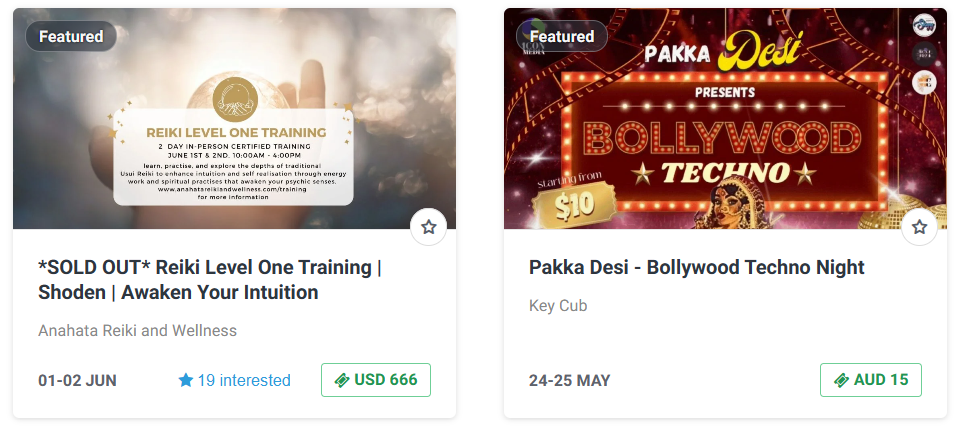 Featured
REIKI LEVEL ONE TRAINING
2 DAY IN-PERSON CERTIFIED TRAINING
JUNE 1ST & 2ND, 10:00AM - 4:00PM
learn, practise, and explore the depths of traditional
Usui Reiki to enhance intuition and self realisation through energy
work and spiritual practises that awaken your psychic senses.
www.anahatareikiandwellness.com/training
for more information
*SOLD OUT* Reiki Level One Training |
Shoden | Awaken Your Intuition
Anahata Reiki and Wellness
01-02 JUN
19 interested
USD 666
Featured
ICON
MEDIA
PAKKA Desi
PRESENTS
BOLLYWOOD
TECHNO
starting from
$10
Pakka Desi - Bollywood Techno Night
Key Cub
24-25 MAY
AUD 15